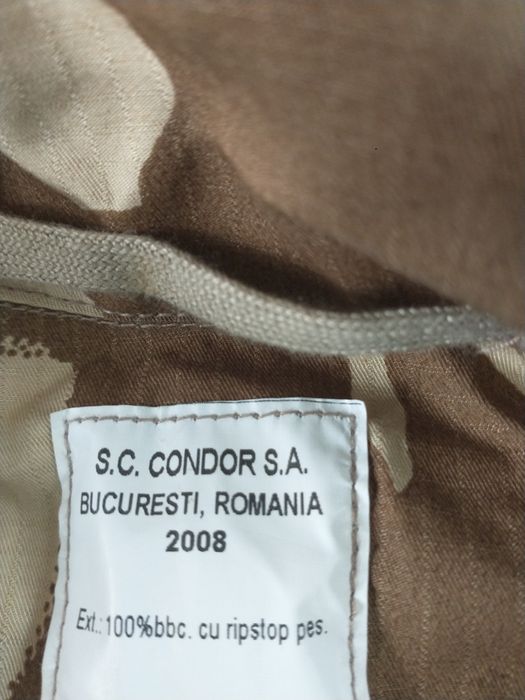 S.C. CONDOR S.A.
BUCURESTI, ROMANIA
2008
Ext.: 100%bbc. cu ripstop pes.